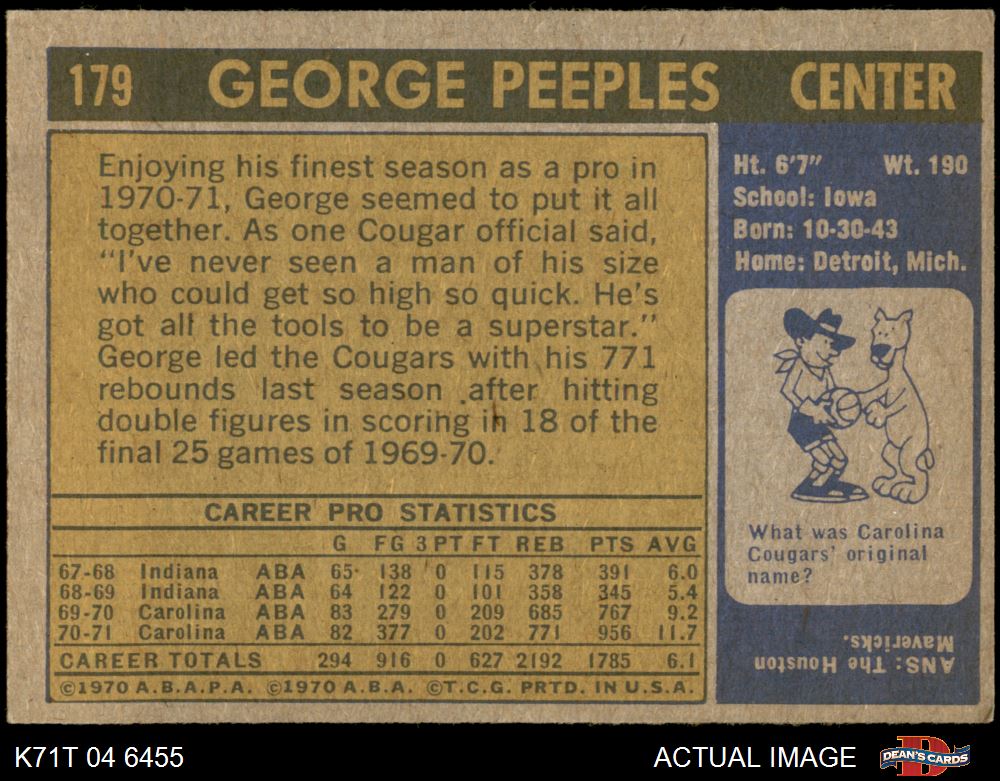 179 GEORGE PEEPLES CENTER
Enjoying his finest season as a pro in
1970-71, George seemed to put it all
together. As one Cougar official said,
“I've never seen a man of his size
who could get so high so quick. He's
got all the tools to be a superstar.”
George led the Cougars with his 771
rebounds last season after hitting
double figures in scoring in 18 of the
final 25 games of 1969-70.
CAREER PRO STATISTICS
G FG 3 PT FT REB PTS AVG
67-68 Indiana ABA 65 138 0 115 378 391 6.0
68-69 Indiana ABA 64 122 0 101 358 345 5.4
69-70 Carolina ABA 83 279 0 209 685 767 9.2
70-71 Carolina ABA 82 377 0 202 771 956 11.7
CAREER TOTALS 294 916 0 627 2192 1785 6.1
©1970 A.B.A.P.A. ©1970 A.B.A. ©T.C.G. PRTD. IN U.S.A.
Ht. 6'7" Wt. 190
School: Iowa
Born: 10-30-43
Home: Detroit, Mich.
What was Carolina
Cougars' original
name?
ANS: The Houston
Mavericks.
K71T 04 6455 ACTUAL IMAGE DEAN'S CARDS